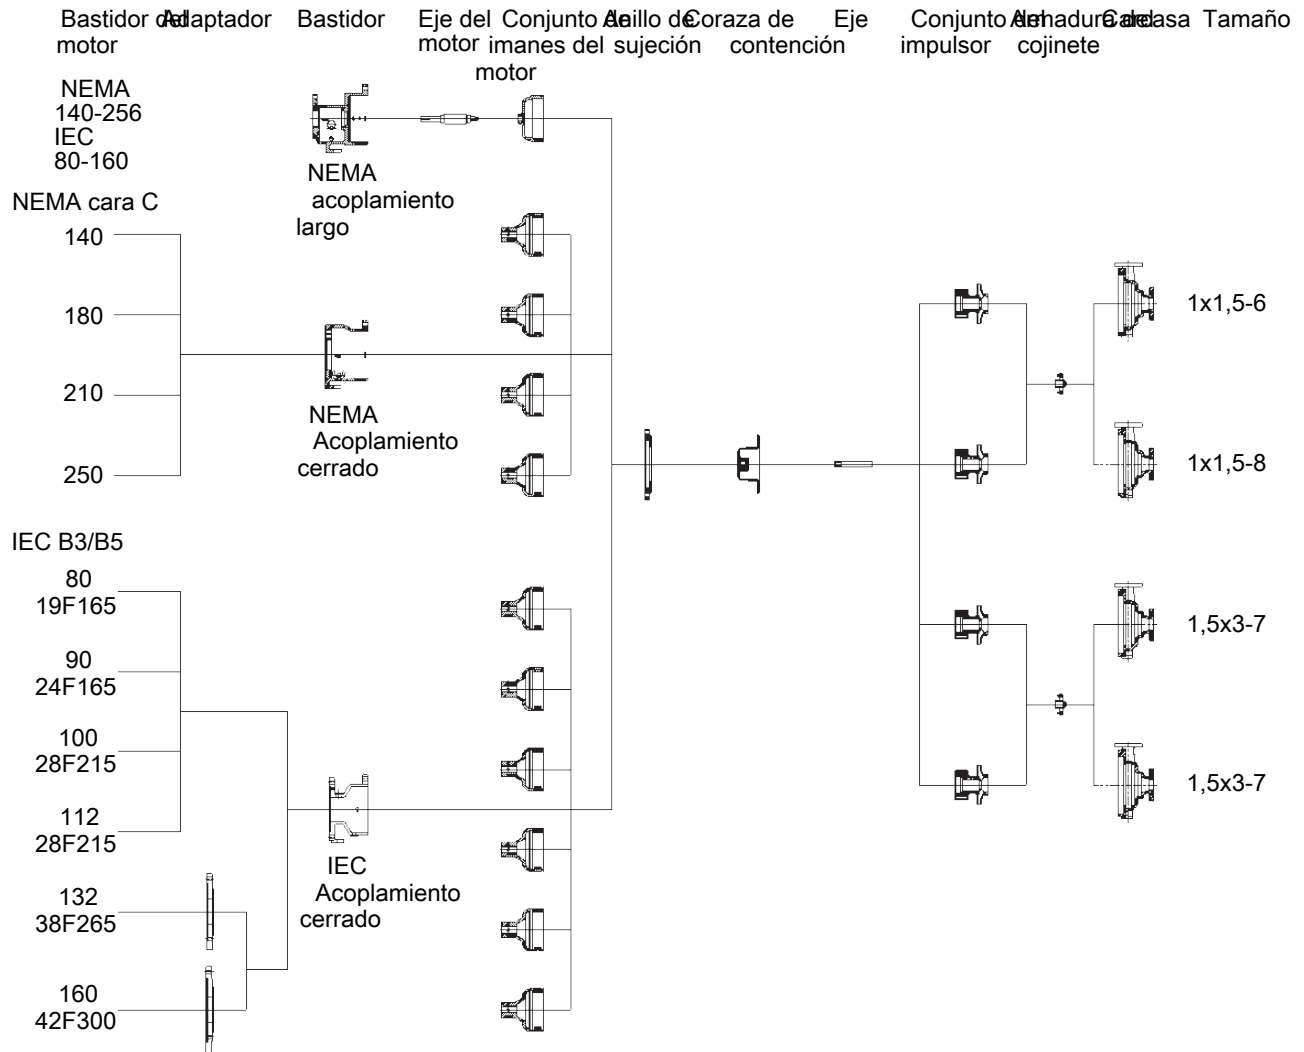 Bastidor del
motor
Adaptador
Bastidor
Eje del
motor
Conjunto de
imanes del
motor
Anillo de
sujeción
Coraza de
contención
Eje
Conjunto del
impulsor
Armadura del
cojinete
Carcasa
Tamaño
NEMA
140-256
IEC
80-160
NEMA
acoplamiento
largo
NEMA cara C
140
180
210
250
NEMA
Acoplamiento
cerrado
1x1,5-6
1x1,5-8
IEC B3/B5
80
19F165
90
24F165
100
28F215
112
28F215
132
38F265
160
42F300
IEC
Acoplamiento
cerrado
1,5x3-7
1,5x3-7